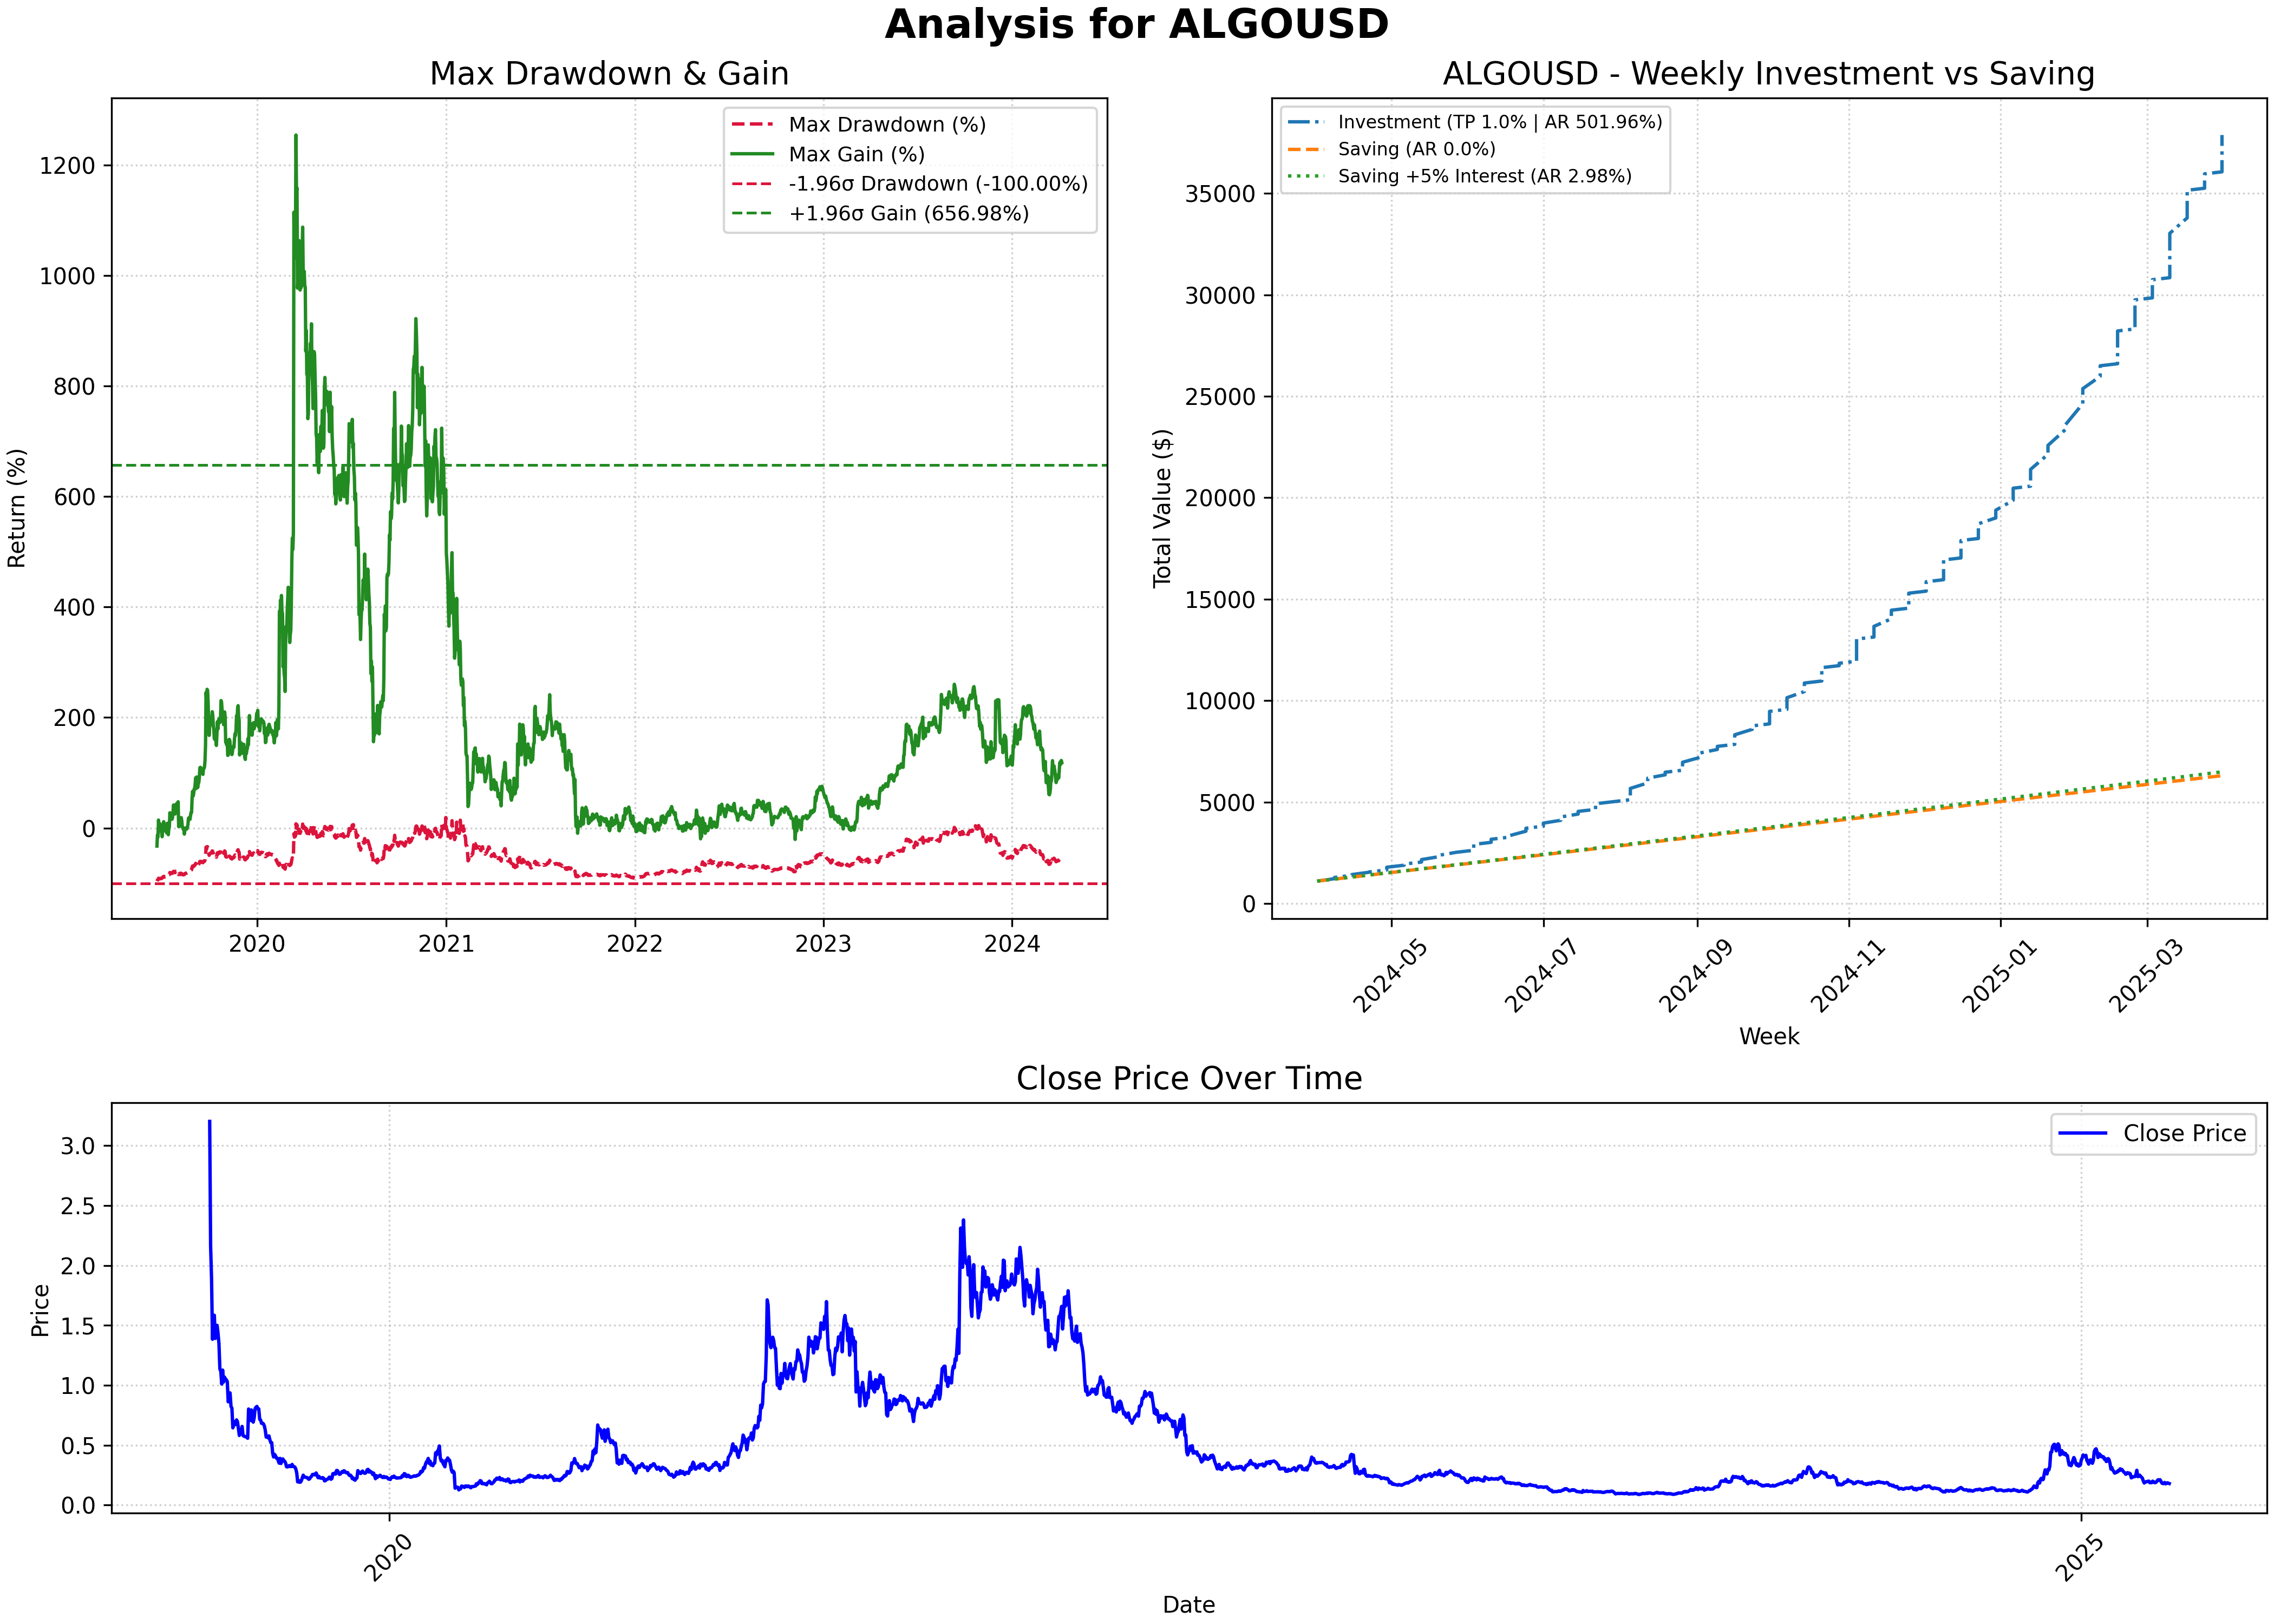 Analysis for ALGOUSD
Max Drawdown & Gain
Return (%)
1200
1000
800
600
400
200
0
2020
2021
2022
2023
2024
Max Drawdown (%)
Max Gain (%)
-1.96σ Drawdown (-100.00%)
+1.96σ Gain (656.98%)
ALGOUSD - Weekly Investment vs Saving
Total Value ($)
35000
30000
25000
20000
15000
10000
5000
0
2024-05
2024-07
2024-09
2024-11
2025-01
2025-03
Week
Investment (TP 1.0% | AR 501.96%)
Saving (AR 0.0%)
Saving +5% Interest (AR 2.98%)
Close Price Over Time
Price
3.0
2.5
2.0
1.5
1.0
0.5
0.0
2020
2025
Date
Close Price